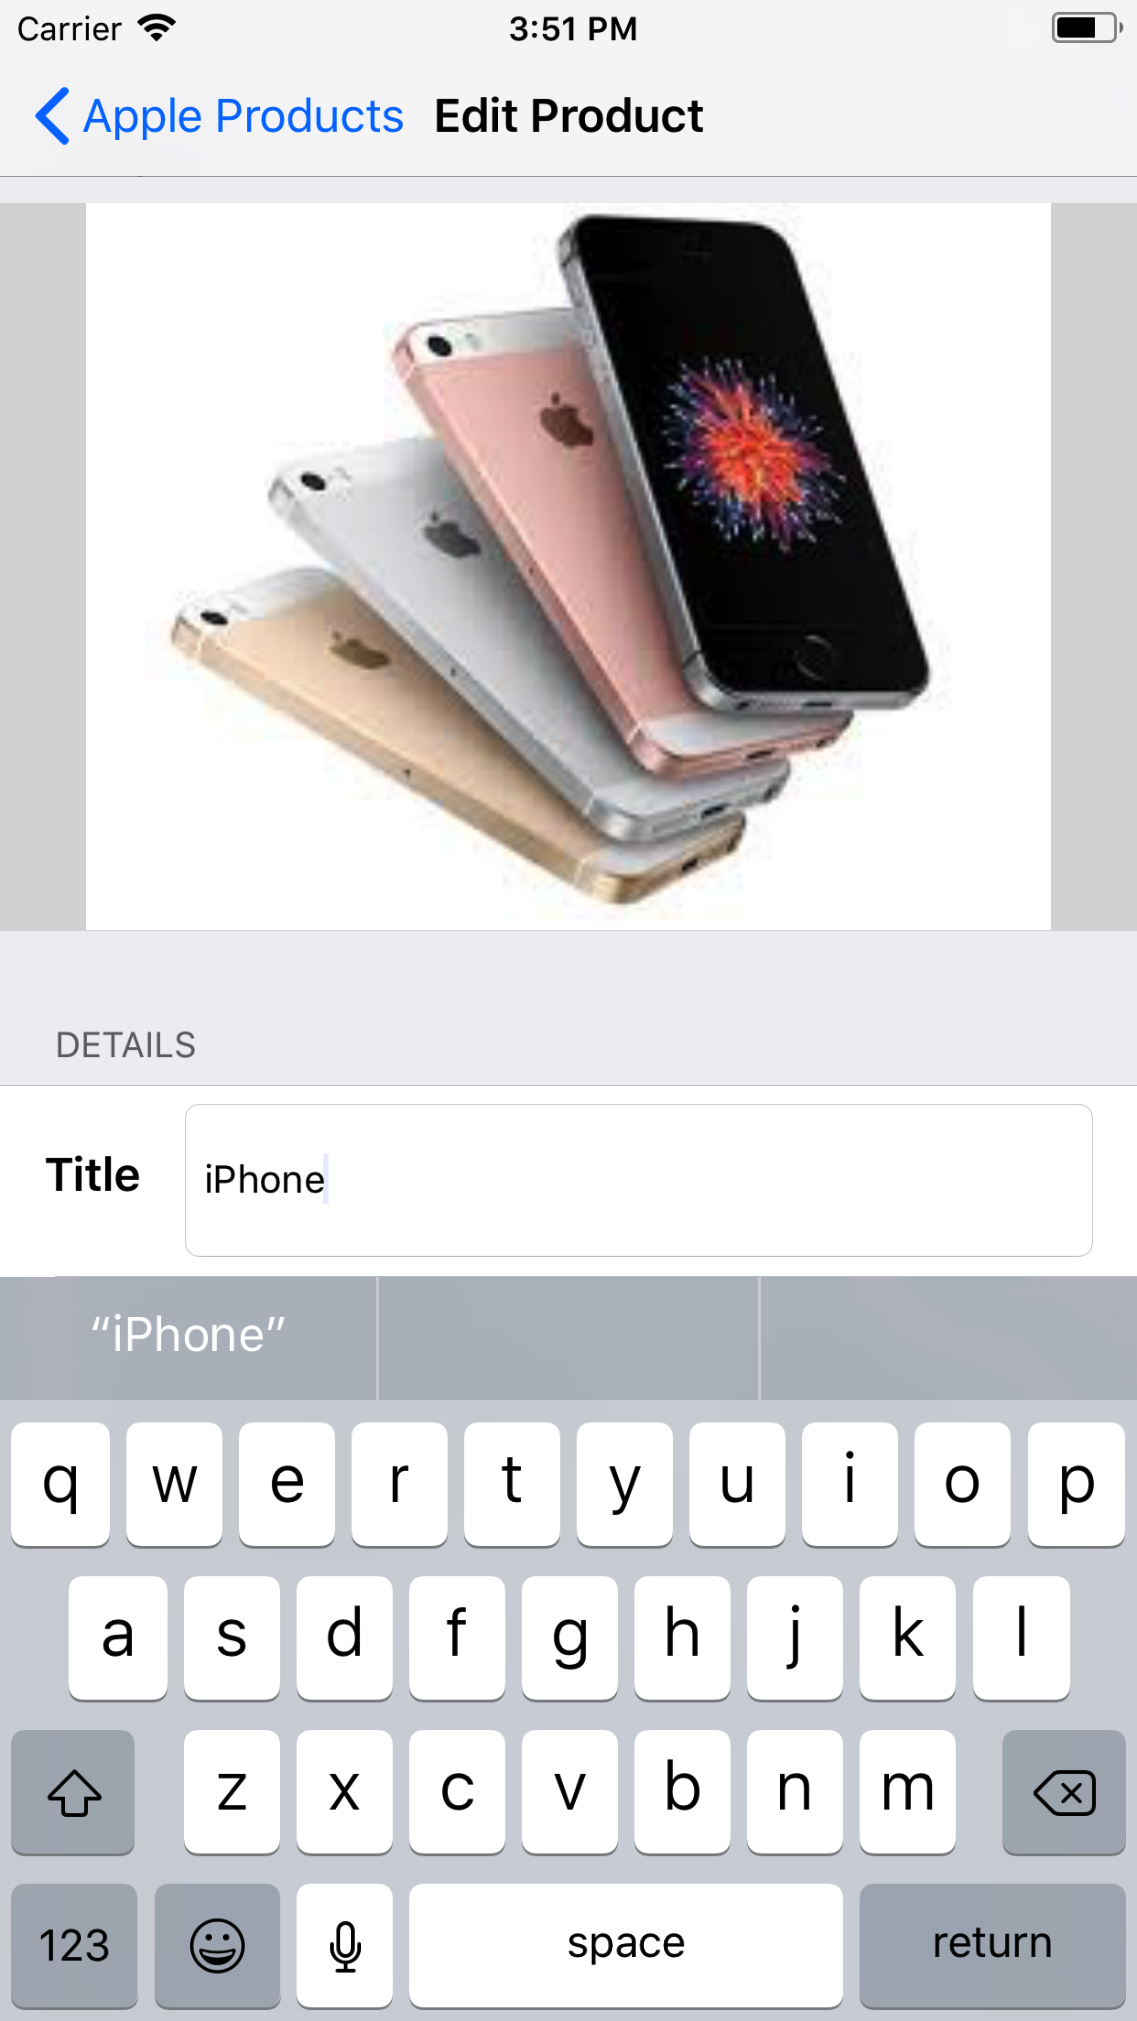 Carrier 3:51 PM
Apple Products Edit Product
DETAILS
Title iPhone
“iPhone”
q w e r t y u i o p
a s d f g h j k l
z x c v b n m
123 space return